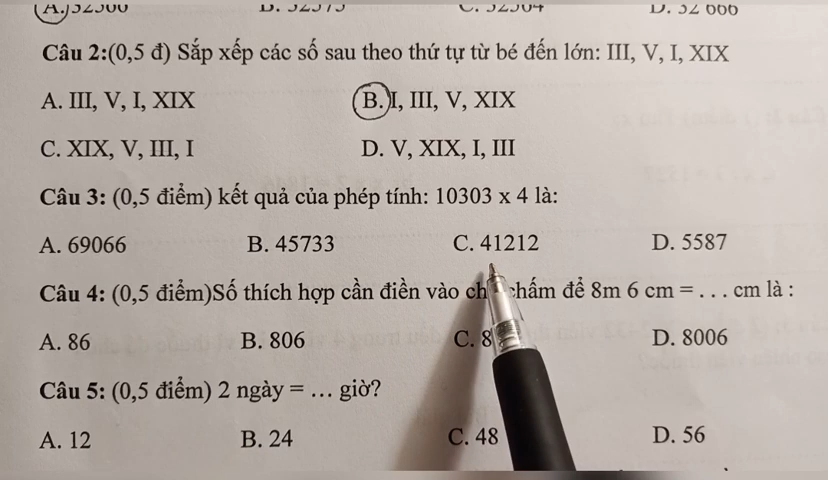 A. 32500 D. 32 000
Câu 2:(0,5 đ) Sắp xếp các số sau theo thứ tự từ bé đến lớn: III, V, I, XIX
A. III, V, I, XIX B. I, III, V, XIX
C. XIX, V, III, I D. V, XIX, I, III
Câu 3: (0,5 điểm) kết quả của phép tính: 10303 x 4 là:
A. 69066 B. 45733 C. 41212 D. 5587
Câu 4: (0,5 điểm)Số thích hợp cần điền vào chấm để 8m 6 cm = . . . cm là :
A. 86 B. 806 C. 8 D. 8006
Câu 5: (0,5 điểm) 2 ngày = ... giờ?
A. 12 B. 24 C. 48 D. 56